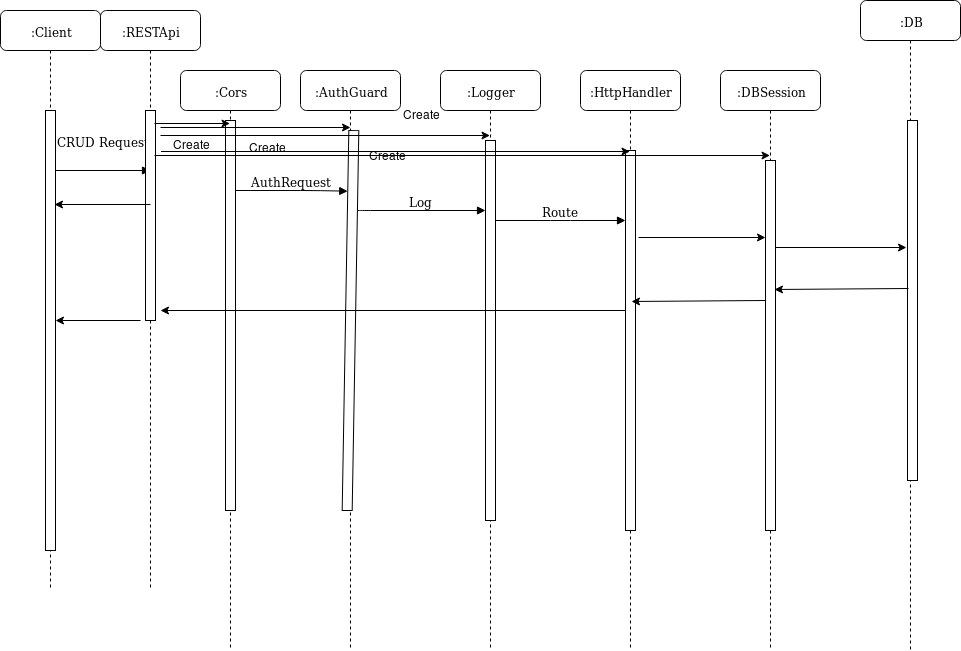 :DB
:Client
:RESTApi
:Cors
:AuthGuard
:Logger
:HttpHandler
:DBSession
Create
CRUD Reques
Create
Create
Create
AuthRequest
Log
Route